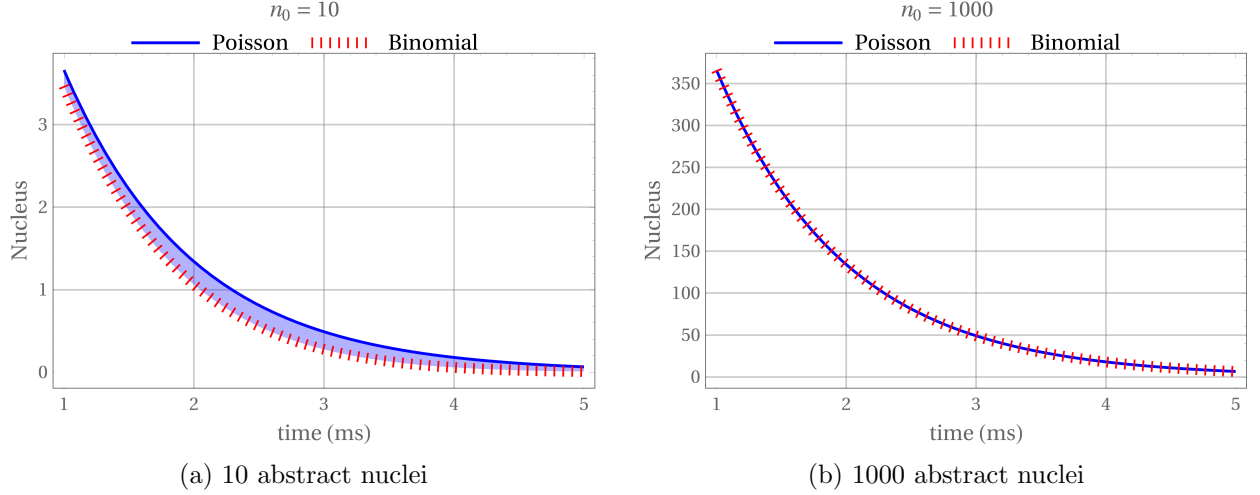 n₀ = 10
Poisson Binomial
Nucleus
3
2
1
0
1 2 3 4 5
time (ms)
(a) 10 abstract nuclei
n₀ = 1000
Poisson Binomial
Nucleus
350
300
250
200
150
100
50
0
1 2 3 4 5
time (ms)
(b) 1000 abstract nuclei